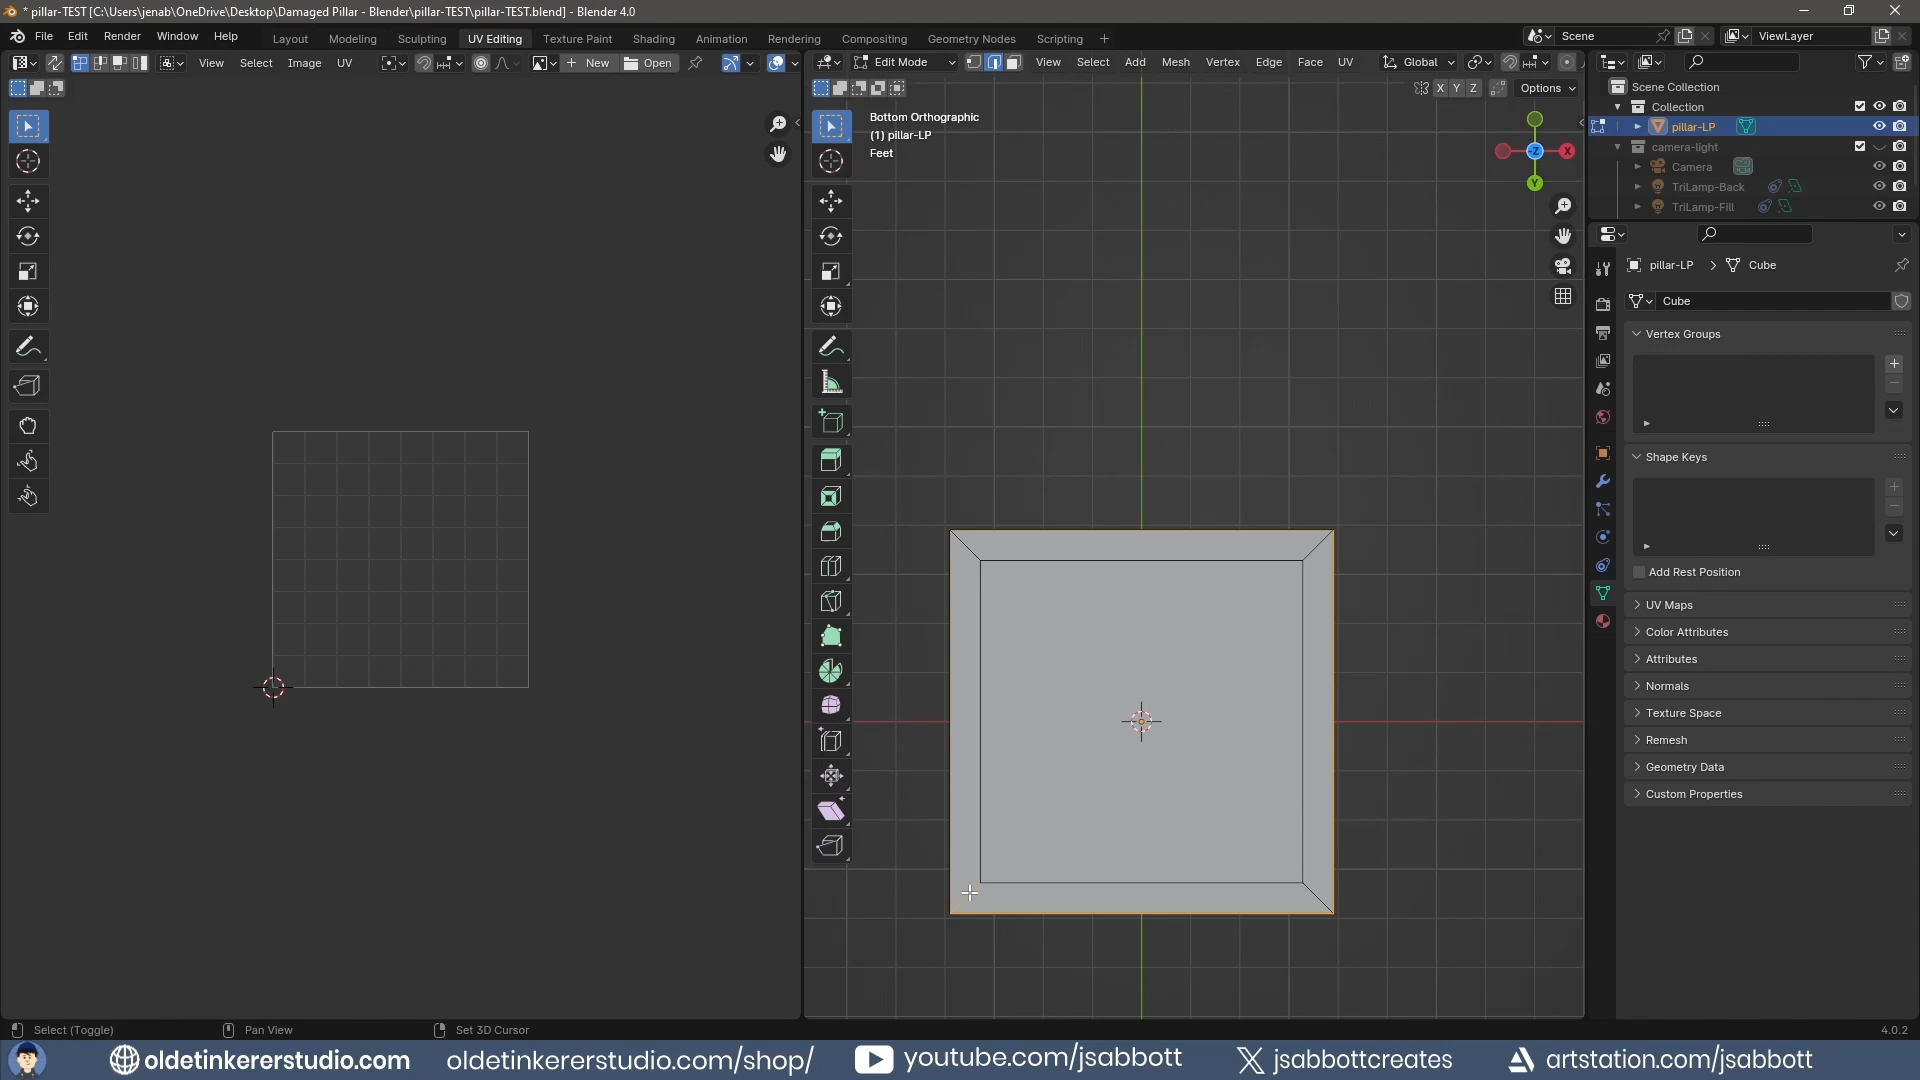 * pillar-TEST [C:\Users\jenab\OneDrive\Desktop\Damaged Pillar - Blender\pillar-TEST\pillar-TEST.blend] - Blender 4.0
File Edit Render Window Help Layout Modeling Sculpting UV Editing Texture Paint Shading Animation Rendering Compositing Geometry Nodes Scripting + Scene ViewLayer
View Select Image UV New Open Edit Mode View Select Add Mesh Vertex Edge Face UV Global
X Y Z Options
Bottom Orthographic
(1) pillar-LP
Feet
-Z X
Y
Scene Collection
Collection
pillar-LP
camera-light
Camera
TriLamp-Back
TriLamp-Fill
pillar-LP > Cube
Cube
Vertex Groups
Shape Keys
Add Rest Position
UV Maps
Color Attributes
Attributes
Normals
Texture Space
Remesh
Geometry Data
Custom Properties
Select (Toggle) Pan View Set 3D Cursor 4.0.2
oldetinkererstudio.com oldetinkererstudio.com/shop/ youtube.com/jsabbott jsabbottcreates artstation.com/jsabbott